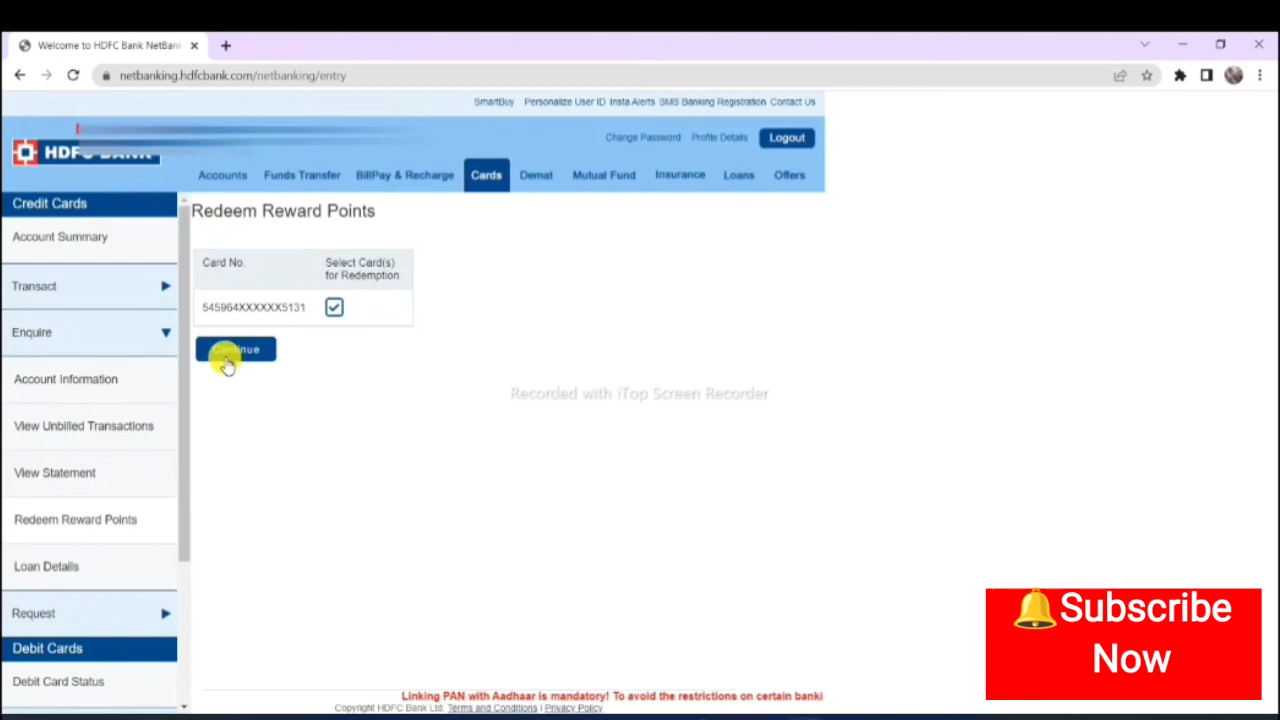 Welcome to HDFC Bank NetBank
netbanking.hdfcbank.com/netbanking/entry
SmartBuy Personalize User ID Insta Alerts SMS Banking Registration Contact Us
Change Password Profile Details Logout
HDFC BANK
Accounts Funds Transfer BillPay & Recharge Cards Demat Mutual Fund Insurance Loans Offers
Credit Cards
Account Summary
Transact
Enquire
Account Information
View Unbilled Transactions
View Statement
Redeem Reward Points
Loan Details
Request
Debit Cards
Debit Card Status
Redeem Reward Points
Card No. Select Card(s)
for Redemption
545964XXXXXX5131
Continue
Recorded with iTop Screen Recorder
Subscribe
Now
Linking PAN with Aadhaar is mandatory! To avoid the restrictions on certain banki
Copyright HDFC Bank Ltd. Terms and Conditions | Privacy Policy